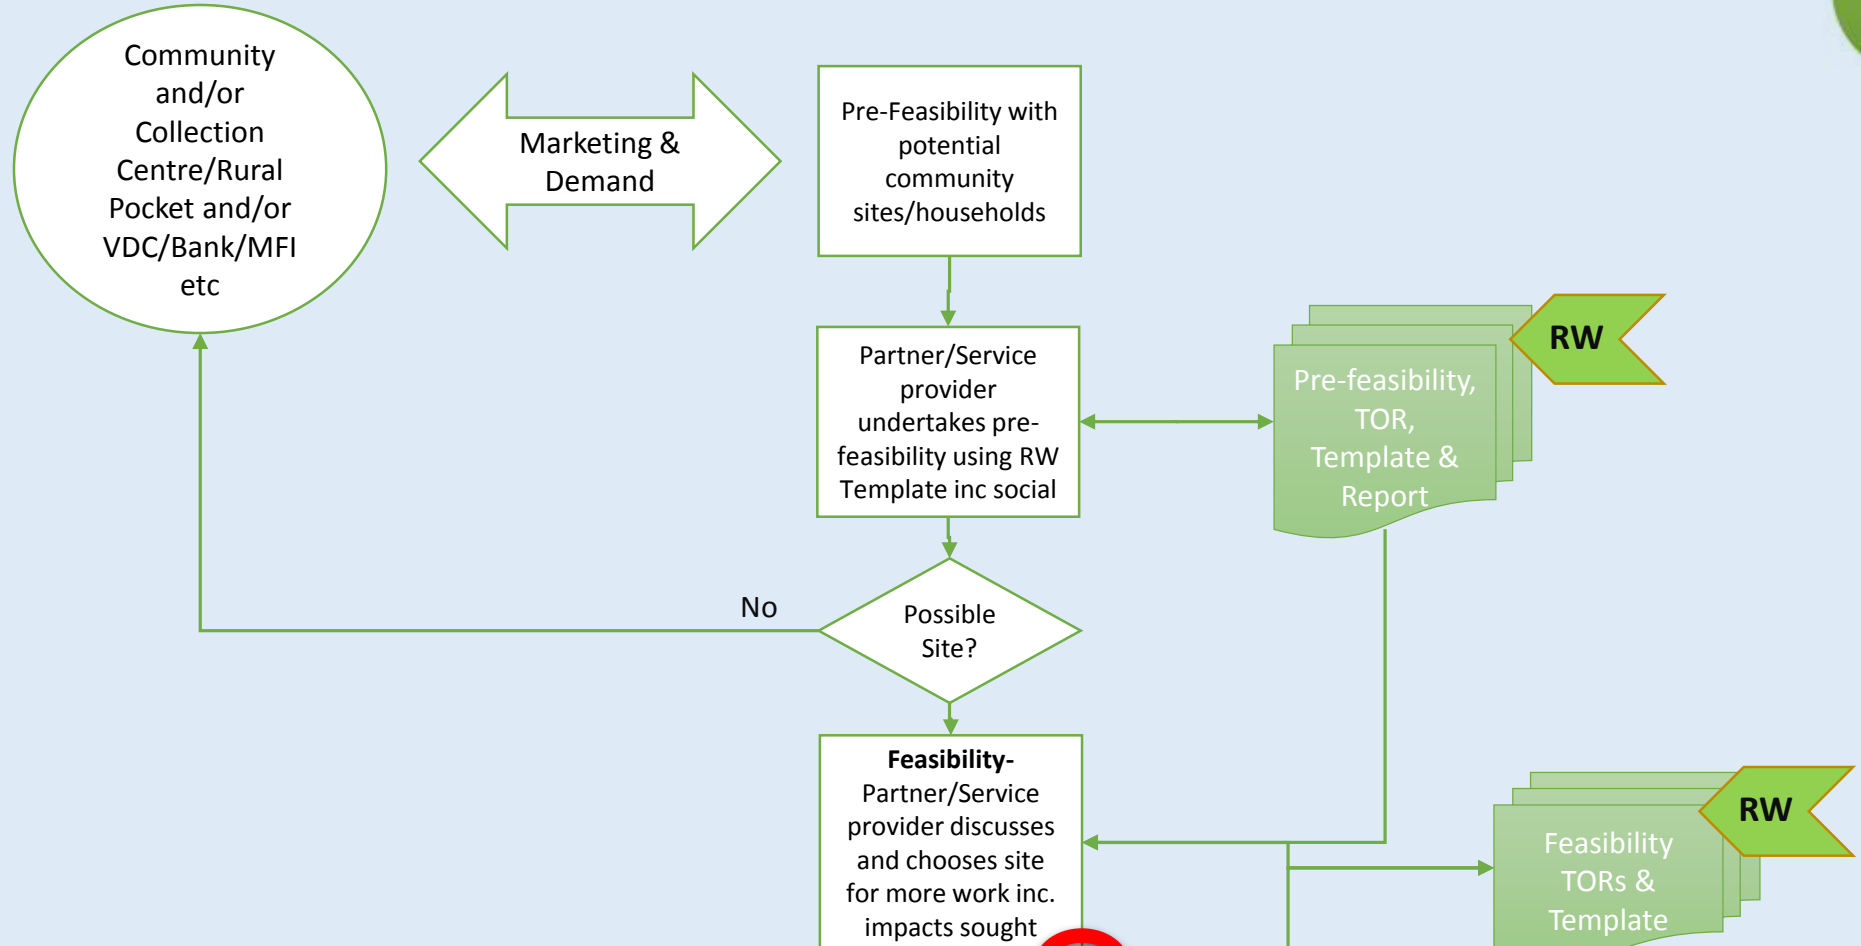 Community
and/or
Collection
Centre/Rural
Pocket and/or
VDC/Bank/MFI
etc
Marketing &
Demand
Pre-Feasibility with
potential
community
sites/households
Partner/Service
provider
undertakes pre-
feasibility using RW
Template inc social
RW
Pre-feasibility,
TOR,
Template &
Report
No
Possible
Site?
Feasibility-
Partner/Service
provider discusses
and chooses site
for more work inc.
impacts sought
RW
Feasibility
TORs &
Template